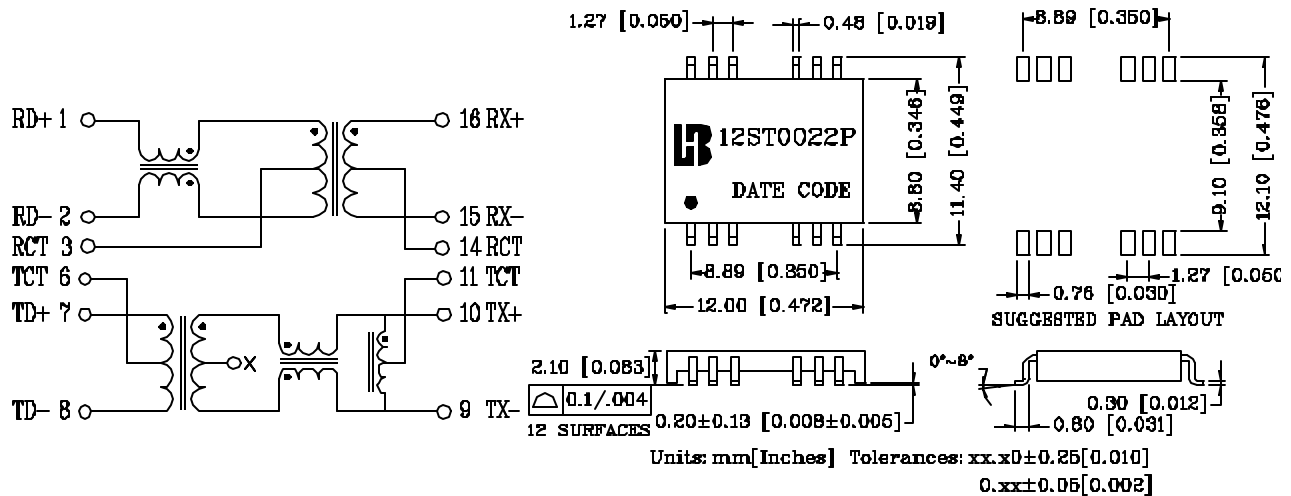 RD+ 1
RD- 2
RCT 3
TCT 6
TD+ 7
TD- 8
16 RX+
15 RX-
14 RCT
11 TCT
10 TX+
9 TX-
X
1.27 [0.050]
0.48 [0.019]
12ST0022P
DATE CODE
8.80 [0.346]
11.40 [0.449]
8.89 [0.350]
12.00 [0.472]
8.89 [0.350]
9.10 [0.358]
12.10 [0.476]
1.27 [0.050
0.76 [0.030]
SUGGESTED PAD LAYOUT
2.10 [0.083]
0.1/.004
12 SURFACES
0.20±0.13 [0.008±0.005]
0°~8°
0.30 [0.012]
0.80 [0.031]
Units: mm[Inches] Tolerances: xx.x0±0.25[0.010]
0.xx±0.05[0.002]